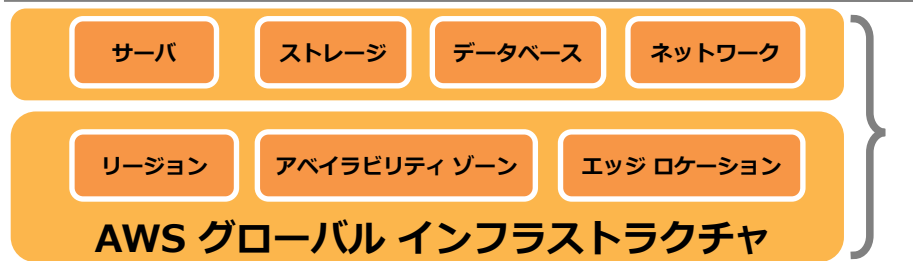 サーバ
ストレージ
データベース
ネットワーク
リージョン
アベイラビリティ ゾーン
エッジ ロケーション
AWS グローバル インフラストラクチャ